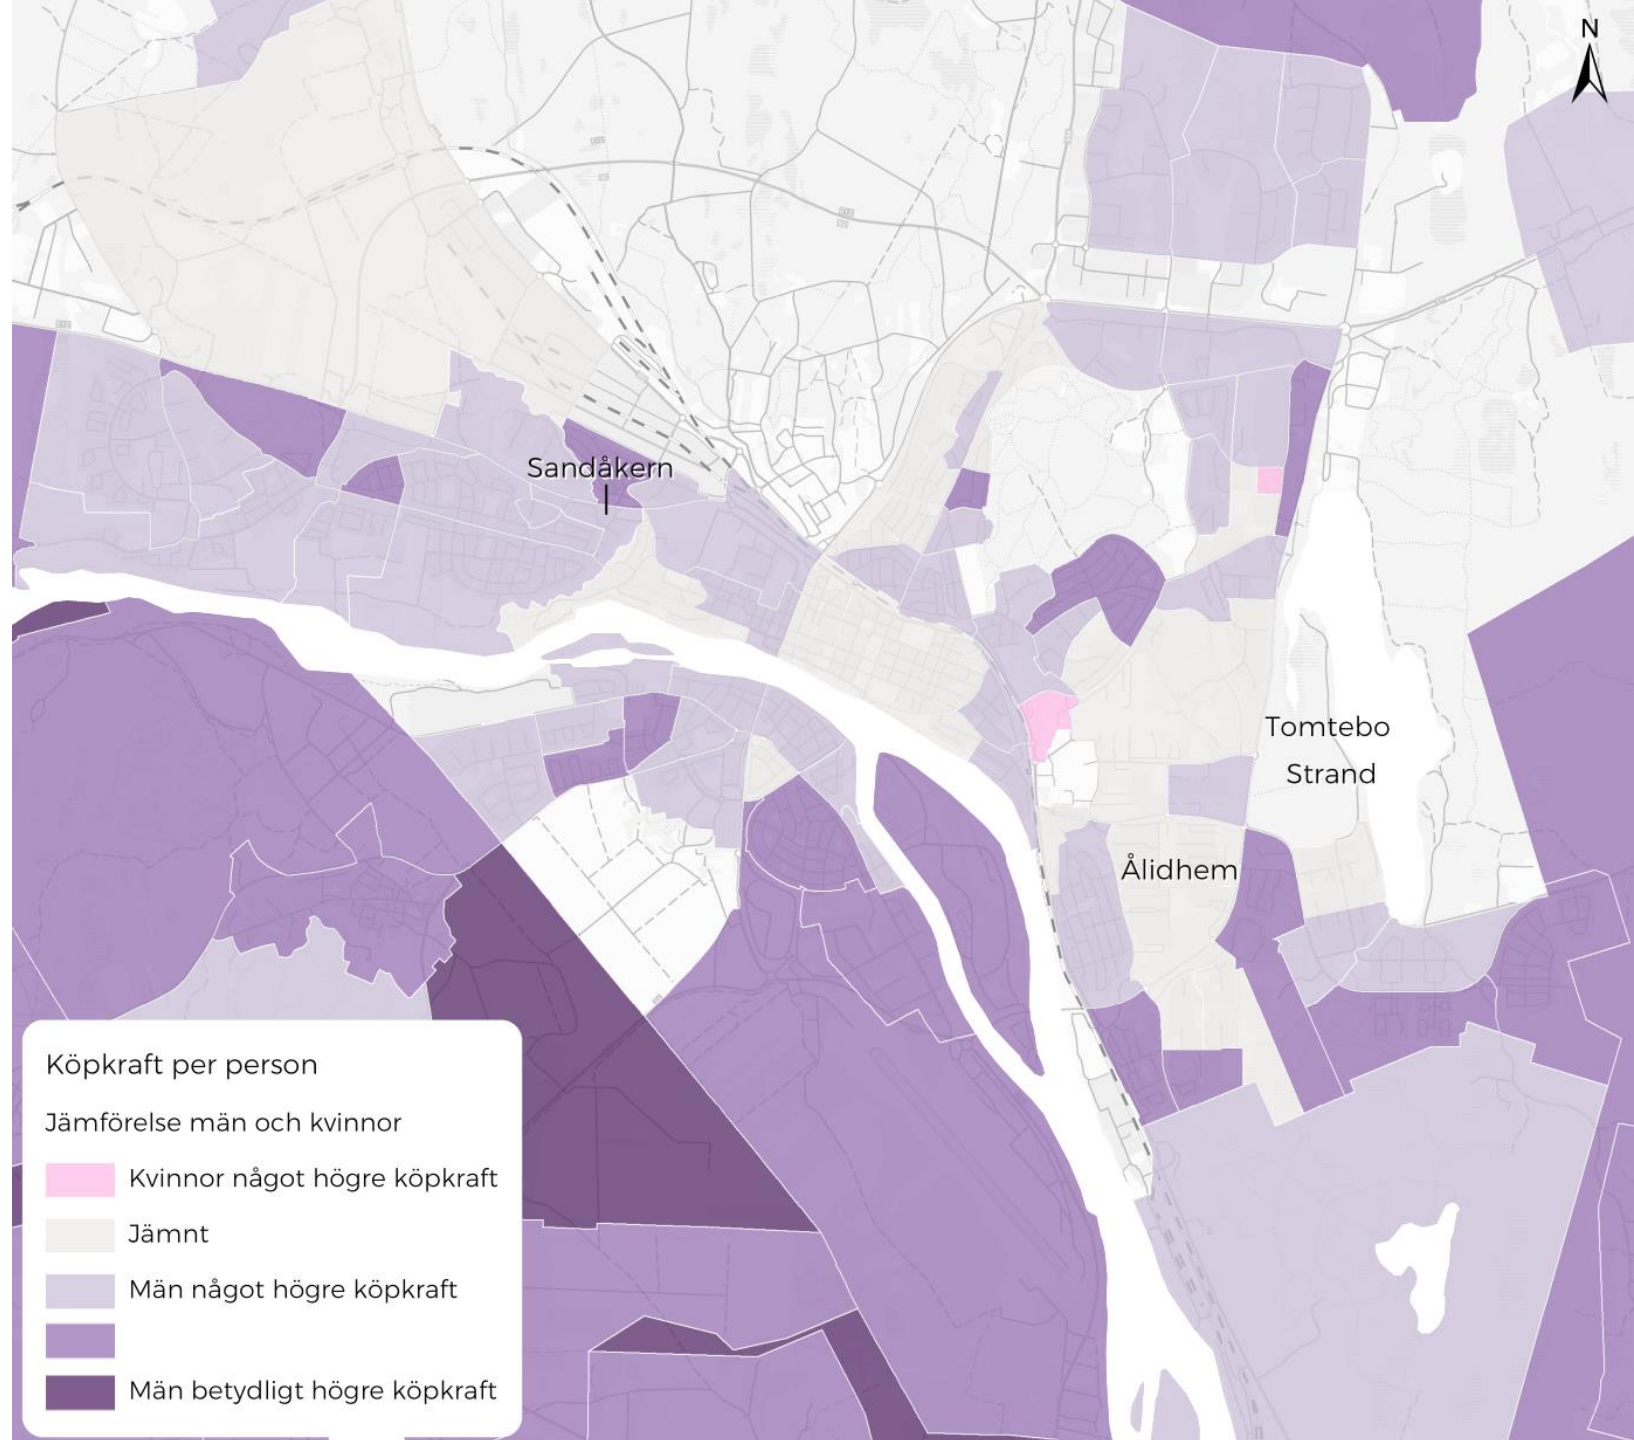 N
Sandåkern
Tomtebo
Strand
Ålidhem
Köpkraft per person
Jämförelse män och kvinnor
Kvinnor något högre köpkraft
Jämnt
Män något högre köpkraft
Män betydligt högre köpkraft